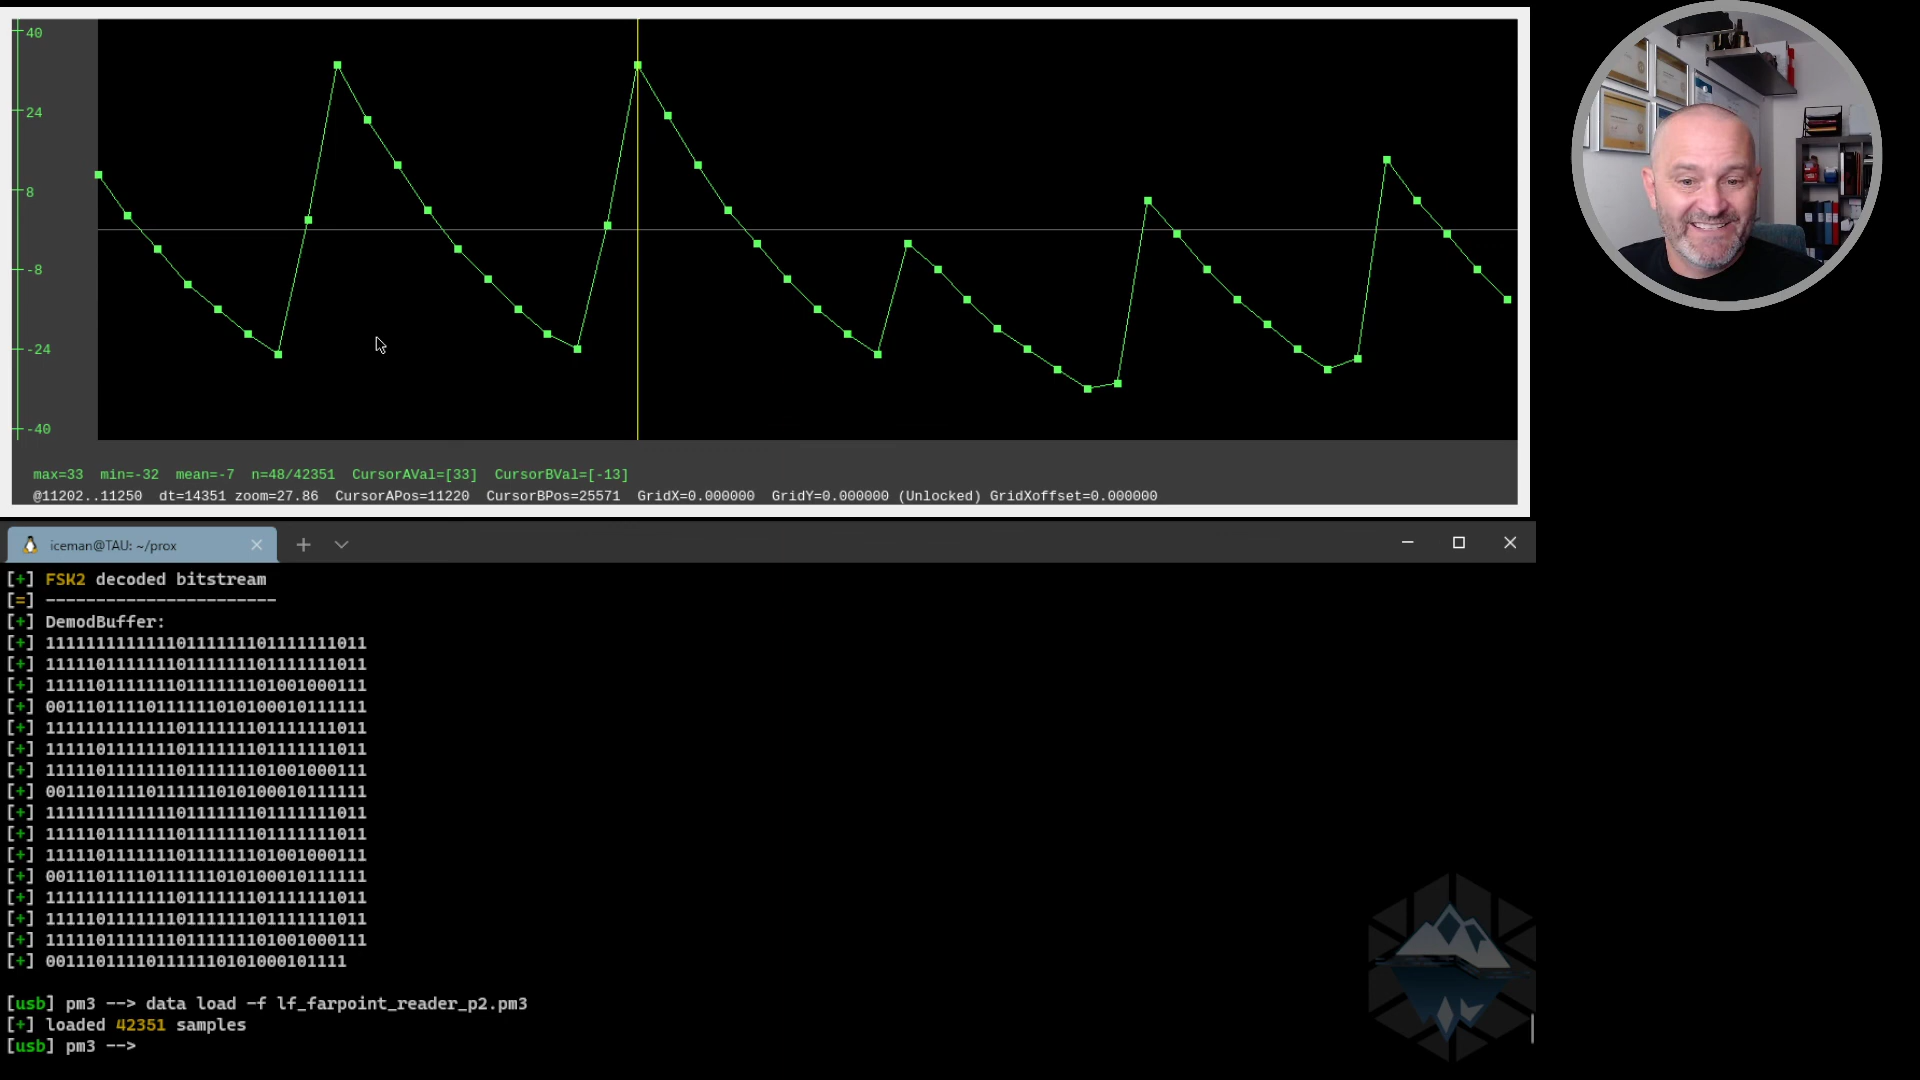 40
24
8
-8
-24
-40
max=33 min=-32 mean=-7 n=48/42351 CursorAVal=[33] CursorBVal=[-13]
@11202..11250 dt=14351 zoom=27.86 CursorAPos=11220 CursorBPos=25571 GridX=0.000000 GridY=0.000000 (Unlocked) GridXoffset=0.000000
iceman@TAU: ~/prox
[+] FSK2 decoded bitstream
[=] -----------------------
[+] DemodBuffer:
[+] 11111111111110111111101111111011
[+] 11111011111110111111101111111011
[+] 11111011111110111111101001000111
[+] 00111011110111111010100010111111
[+] 11111111111110111111101111111011
[+] 11111011111110111111101111111011
[+] 11111011111110111111101001000111
[+] 00111011110111111010100010111111
[+] 11111111111110111111101111111011
[+] 11111011111110111111101111111011
[+] 11111011111110111111101001000111
[+] 00111011110111111010100010111111
[+] 11111111111110111111101111111011
[+] 11111011111110111111101111111011
[+] 11111011111110111111101001000111
[+] 001110111101111110101000101111
[usb] pm3 --> data load -f lf_farpoint_reader_p2.pm3
[+] loaded 42351 samples
[usb] pm3 -->